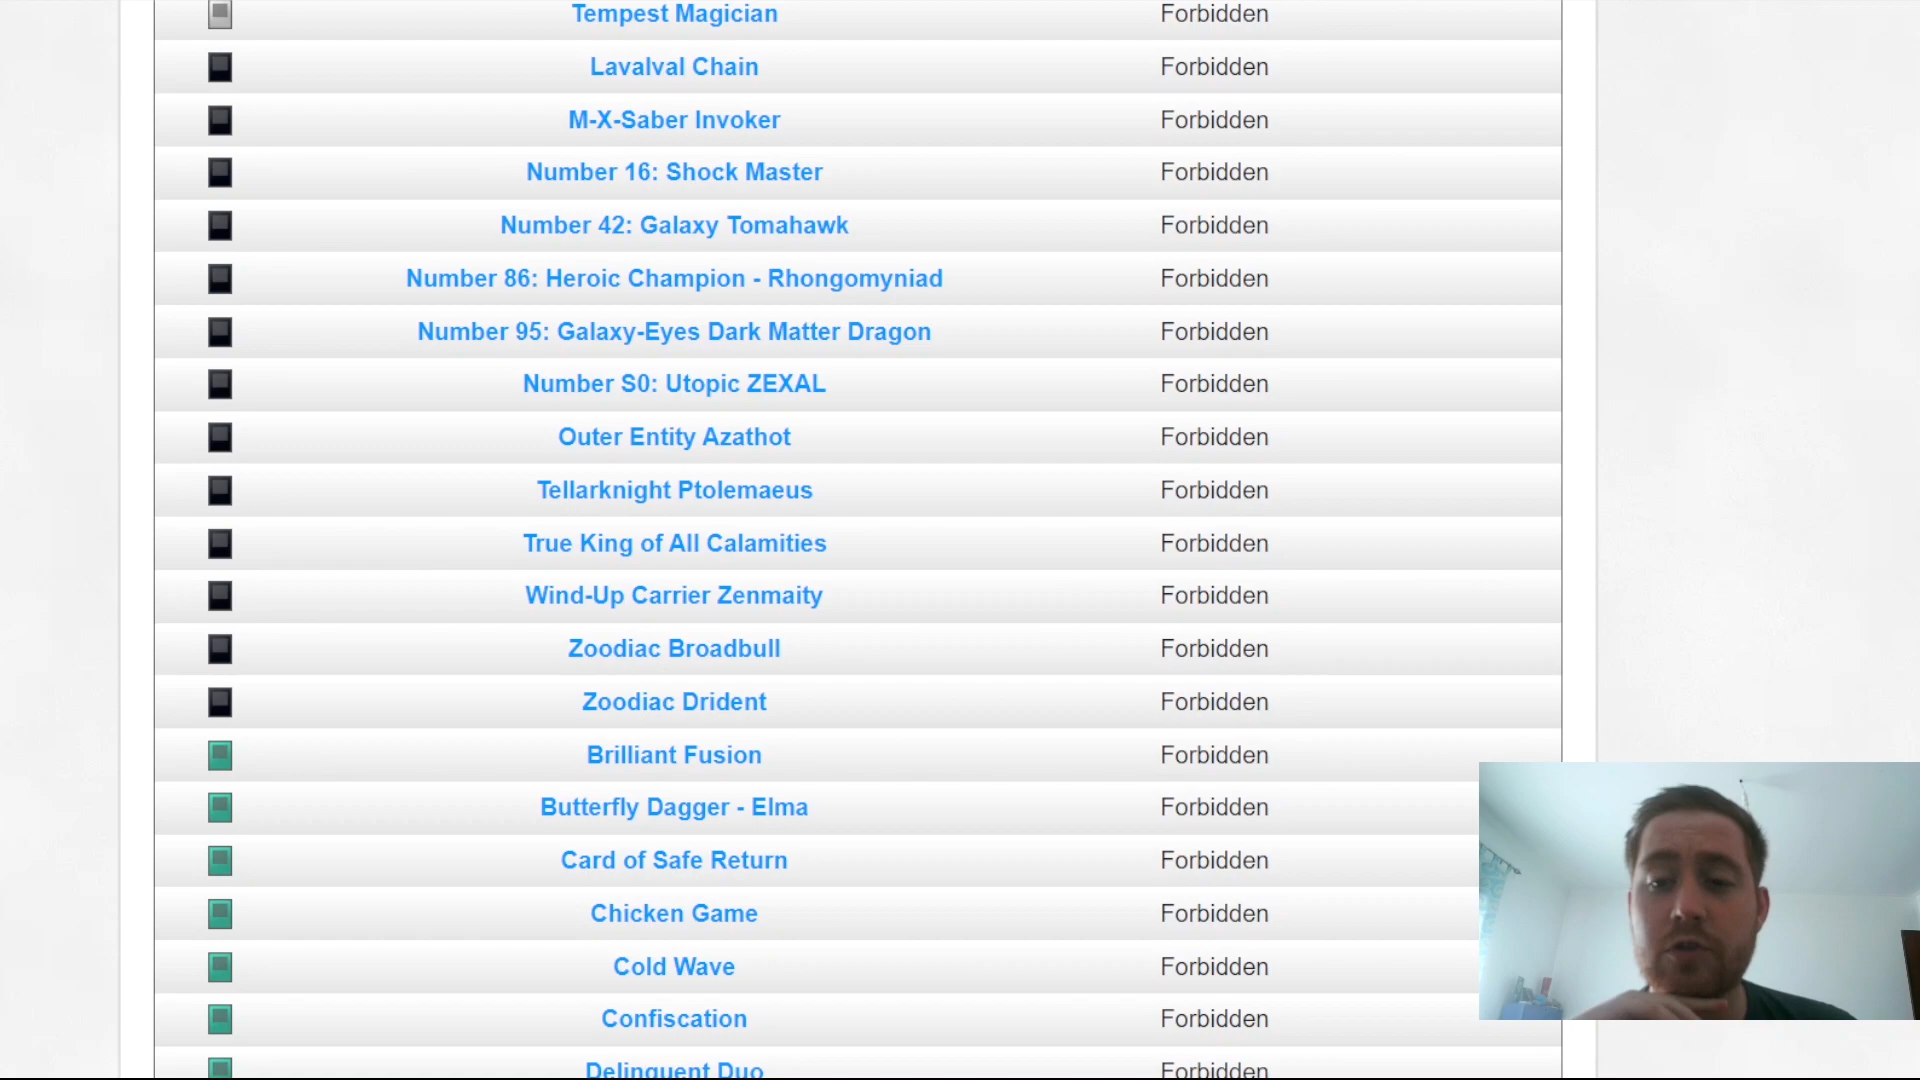 Tempest Magician Forbidden
Lavalval Chain Forbidden
M-X-Saber Invoker Forbidden
Number 16: Shock Master Forbidden
Number 42: Galaxy Tomahawk Forbidden
Number 86: Heroic Champion - Rhongomyniad Forbidden
Number 95: Galaxy-Eyes Dark Matter Dragon Forbidden
Number S0: Utopic ZEXAL Forbidden
Outer Entity Azathot Forbidden
Tellarknight Ptolemaeus Forbidden
True King of All Calamities Forbidden
Wind-Up Carrier Zenmaity Forbidden
Zoodiac Broadbull Forbidden
Zoodiac Drident Forbidden
Brilliant Fusion Forbidden
Butterfly Dagger - Elma Forbidden
Card of Safe Return Forbidden
Chicken Game Forbidden
Cold Wave Forbidden
Confiscation Forbidden
Delinquent Duo Forbidden